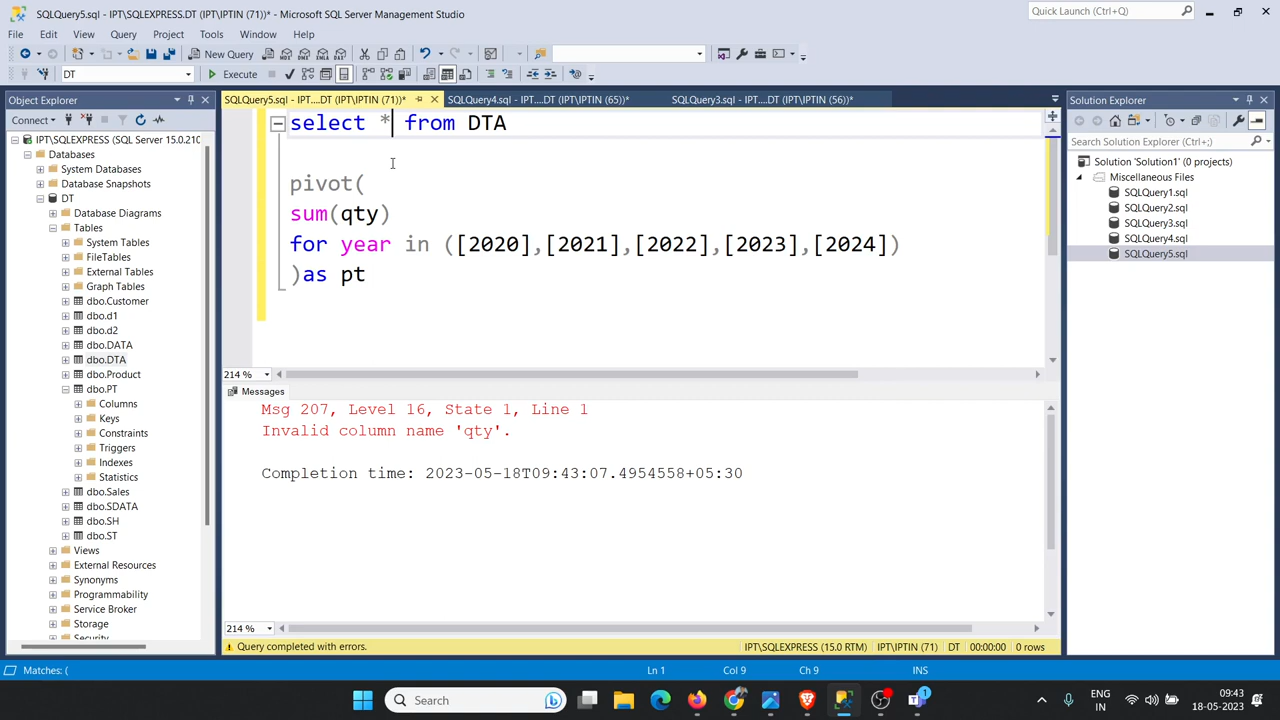 SQLQuery5.sql - IPT\SQLEXPRESS.DT (IPT\IPTIN (71))* - Microsoft SQL Server Management Studio
Quick Launch (Ctrl+Q)
File Edit View Query Project Tools Window Help
New Query
MDX DMX XMLA DAX
DT
Execute
Object Explorer
SQLQuery5.sql - IPT....DT (IPT\IPTIN (71))*
SQLQuery4.sql - IPT....DT (IPT\IPTIN (65))*
SQLQuery3.sql - IPT....DT (IPT\IPTIN (56))*
Solution Explorer
Connect
IPT\SQLEXPRESS (SQL Server 15.0.210
Databases
System Databases
Database Snapshots
DT
Database Diagrams
Tables
System Tables
FileTables
External Tables
Graph Tables
dbo.Customer
dbo.d1
dbo.d2
dbo.DATA
dbo.DTA
dbo.Product
dbo.PT
Columns
Keys
Constraints
Triggers
Indexes
Statistics
dbo.Sales
dbo.SDATA
dbo.SH
dbo.ST
Views
External Resources
Synonyms
Programmability
Service Broker
Storage
Security
select * from DTA
pivot(
sum(qty)
for year in ([2020],[2021],[2022],[2023],[2024])
)as pt
214 %
Messages
Msg 207, Level 16, State 1, Line 1
Invalid column name 'qty'.
Completion time: 2023-05-18T09:43:07.4954558+05:30
214 %
Query completed with errors.
IPT\SQLEXPRESS (15.0 RTM)
IPT\IPTIN (71)
DT
00:00:00
0 rows
Search Solution Explorer (Ctrl+;)
Solution 'Solution1' (0 projects)
Miscellaneous Files
SQLQuery1.sql
SQLQuery2.sql
SQLQuery3.sql
SQLQuery4.sql
SQLQuery5.sql
Matches: (
Ln 1
Col 9
Ch 9
INS
Search
1
ENG
IN
09:43
18-05-2023